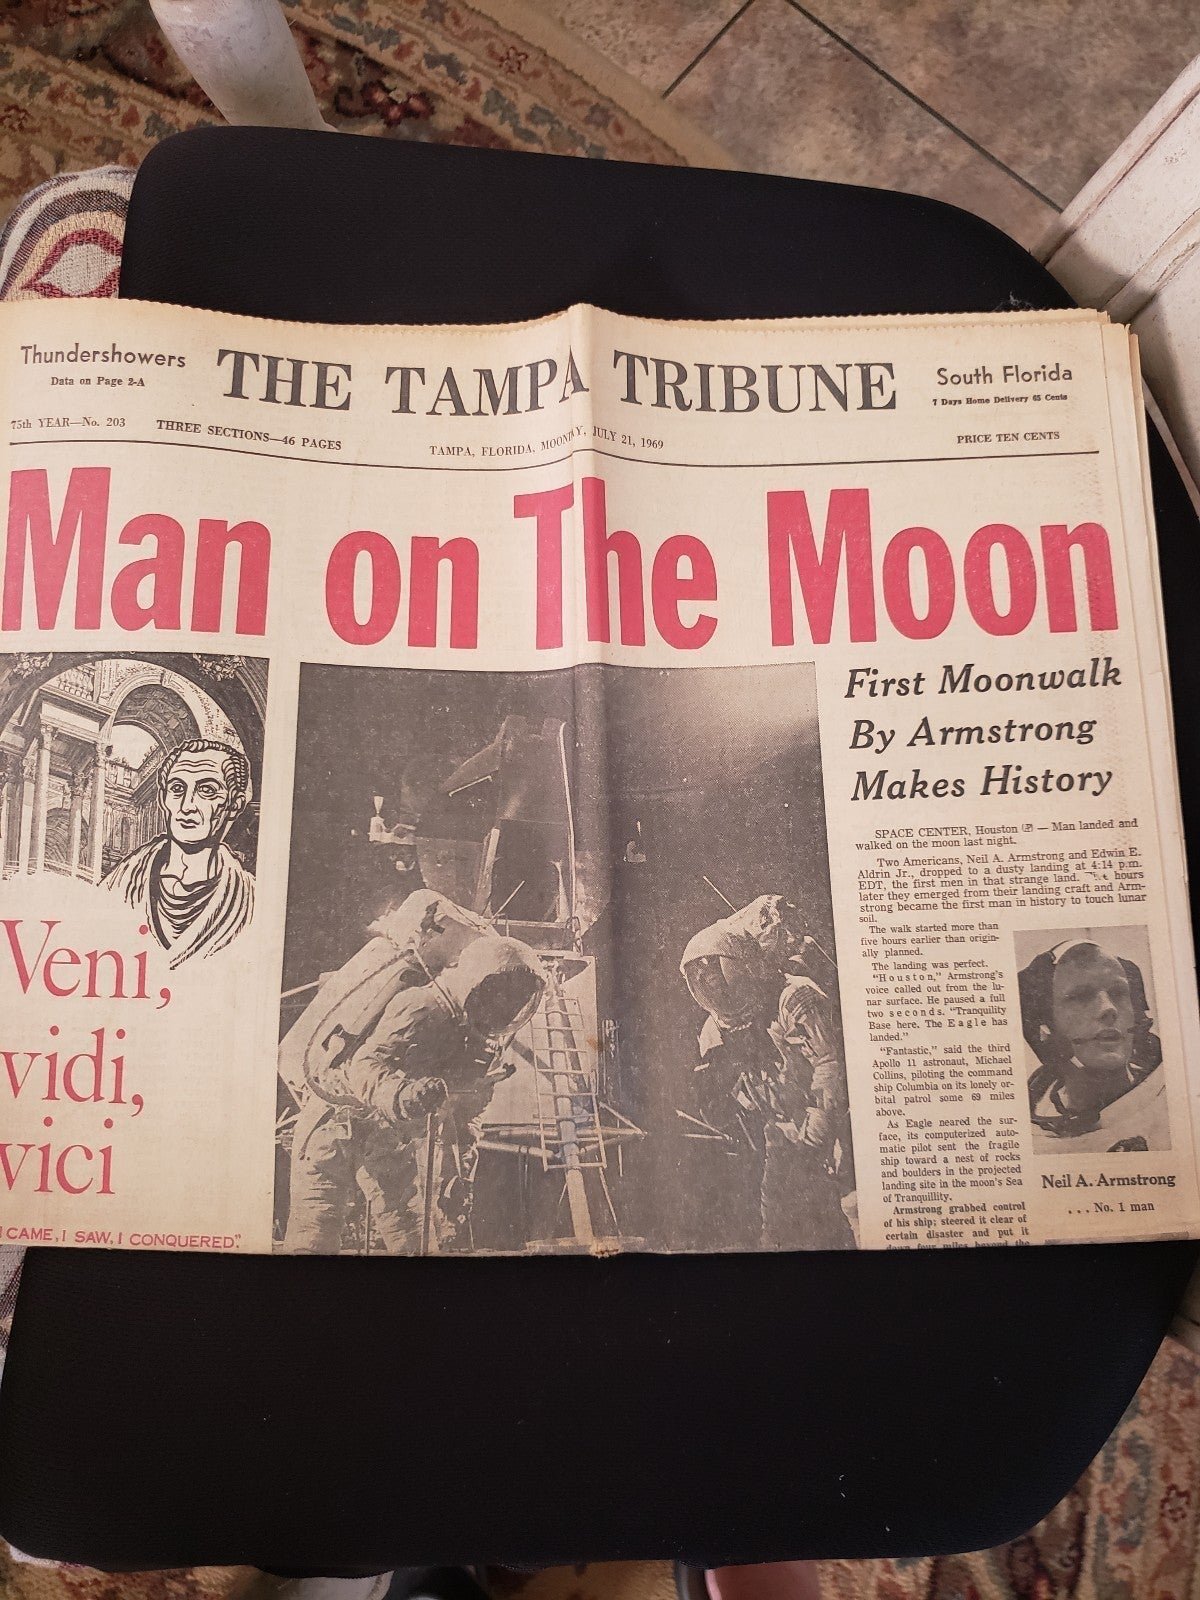 Thundershowers
Data on Page 2-A
THE TAMPA TRIBUNE
South Florida
7 Days Home Delivery 65 Cents
75th YEAR—No. 203
THREE SECTIONS—46 PAGES
TAMPA, FLORIDA, MOONDAY, JULY 21, 1969
PRICE TEN CENTS
Man on The Moon
Veni,
vidi,
vici
I CAME, I SAW, I CONQUERED".
First Moonwalk
By Armstrong
Makes History
SPACE CENTER, Houston (AP) — Man landed and
walked on the moon last night.
Two Americans, Neil A. Armstrong and Edwin E.
Aldrin Jr., dropped to a dusty landing at 4:14 p.m.
EDT, the first men in that strange land. hours
later they emerged from their landing craft and Arm-
strong became the first man in history to touch lunar
soil.
The walk started more than
five hours earlier than origin-
ally planned.
The landing was perfect.
"Houston," Armstrong's
voice called out from the lu-
nar surface. He paused a full
two seconds. "Tranquility
Base here. The Eagle has
landed."
"Fantastic," said the third
Apollo 11 astronaut, Michael
Collins, piloting the command
ship Columbia on its lonely or-
bital patrol some 69 miles
above.
As Eagle neared the sur-
face, its computerized auto-
matic pilot sent the fragile
ship toward a nest of rocks
and boulders in the projected
landing site in the moon's Sea
of Tranquillity.
Armstrong grabbed control
of his ship; steered it clear of
certain disaster and put it
down four miles beyond the
Neil A. Armstrong
. . . No. 1 man